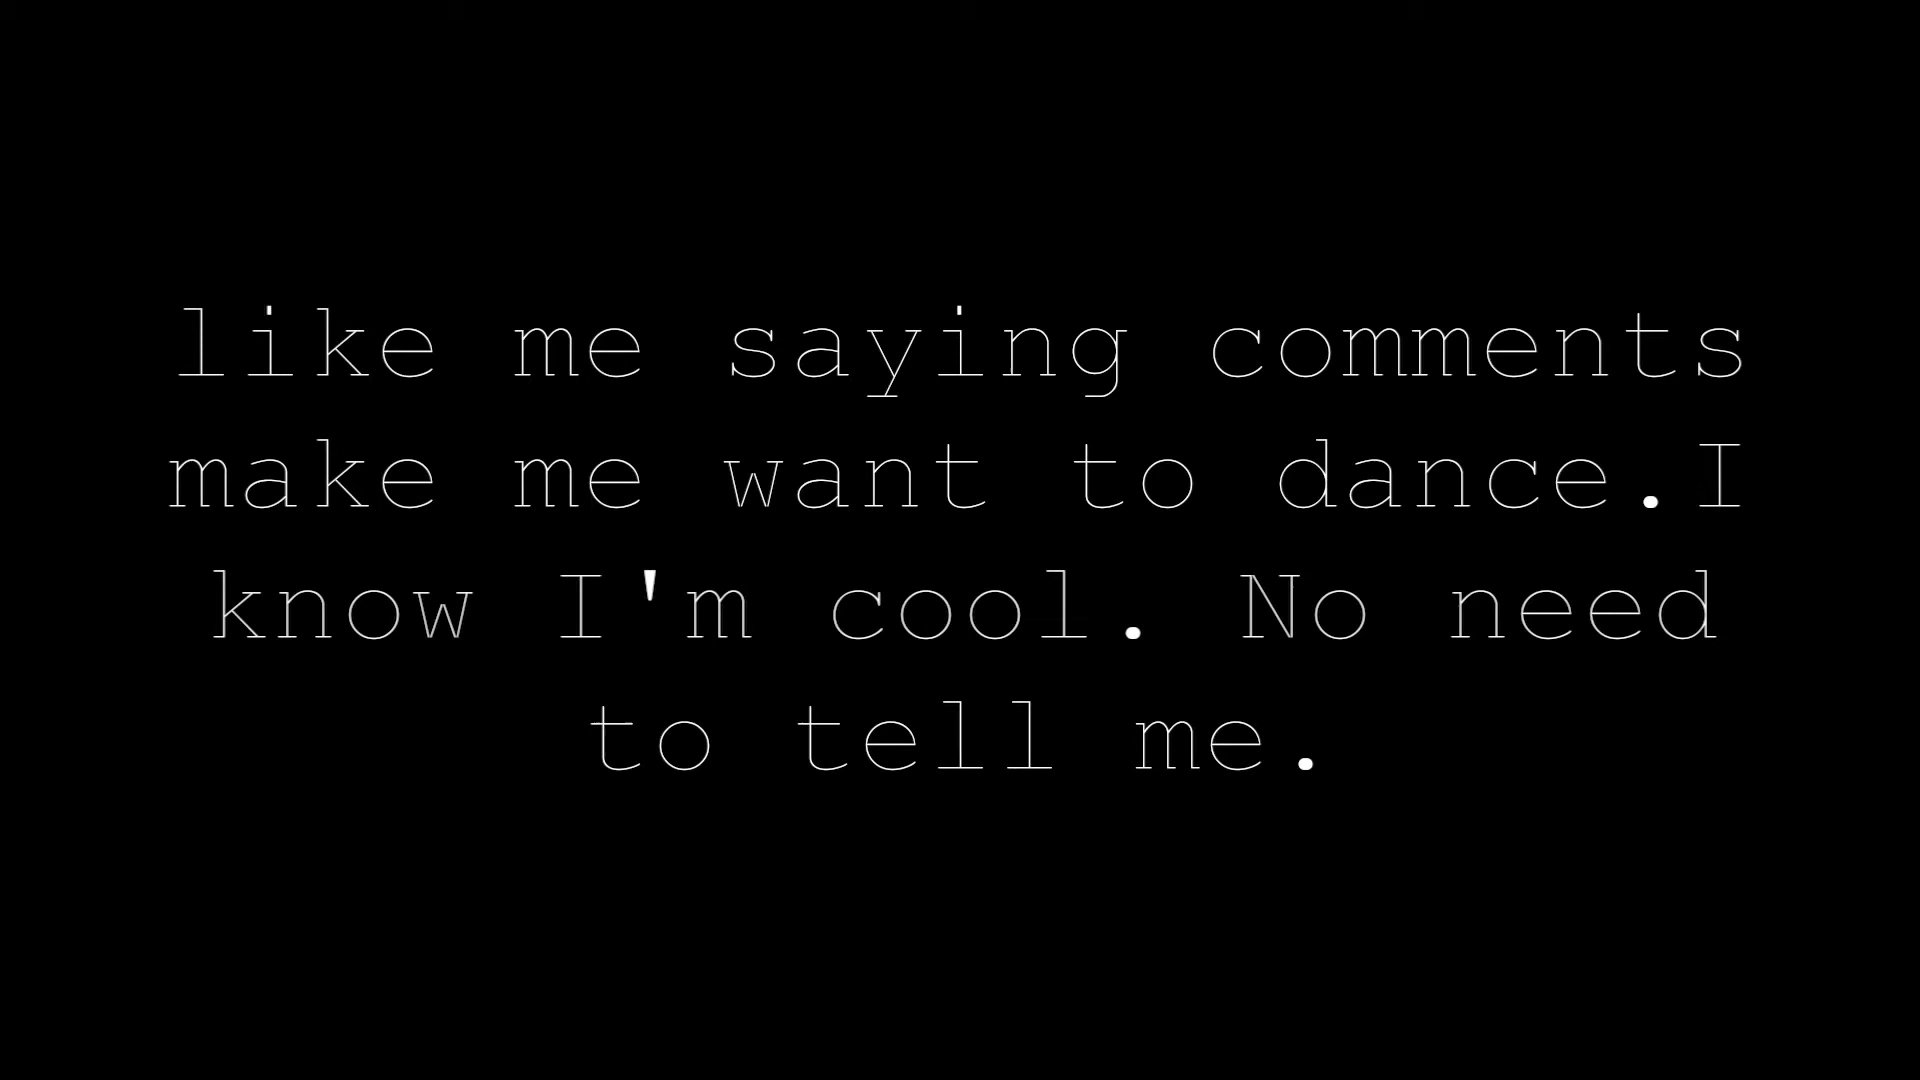 like me saying comments
make me want to dance.I
know I'm cool. No need
to tell me.